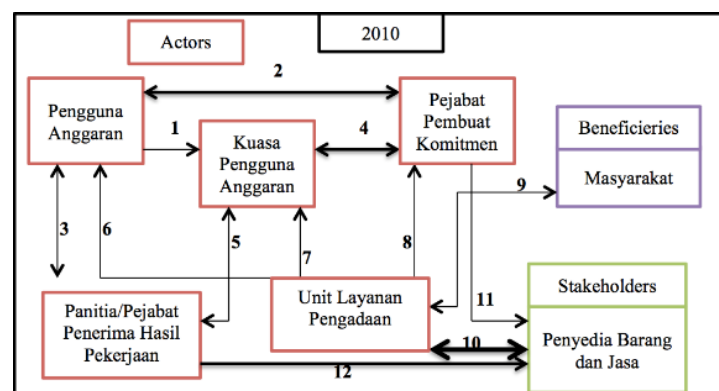 2010
Actors
2
Pengguna
Anggaran
1
Kuasa
Pengguna
Anggaran
4
Pejabat
Pembuat
Komitmen
Beneficieries
Masyarakat
9
3
6
5
7
8
Panitia/Pejabat
Penerima Hasil
Pekerjaan
Unit Layanan
Pengadaan
11
10
12
Stakeholders
Penyedia Barang
dan Jasa